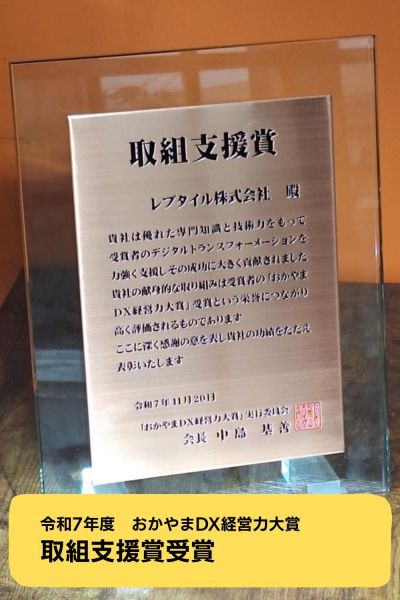 取組支援賞
レプタイル株式会社 殿
貴社は優れた専門知識と技術力をもって
受賞者のデジタルトランスフォーメーションを
力強く支援しその成功に大きく貢献されました
貴社の献身的な取り組みは受賞者の「おかやま
DX経営力大賞」受賞という栄誉につながり
高く評価されるものであります
ここに深く感謝の意を表し貴社の功績をたたえ
表彰いたします
令和7年11月20日
「おかやまDX経営力大賞」実行委員会
会長 中島 基善
令和7年度 おかやまDX経営力大賞
取組支援賞受賞